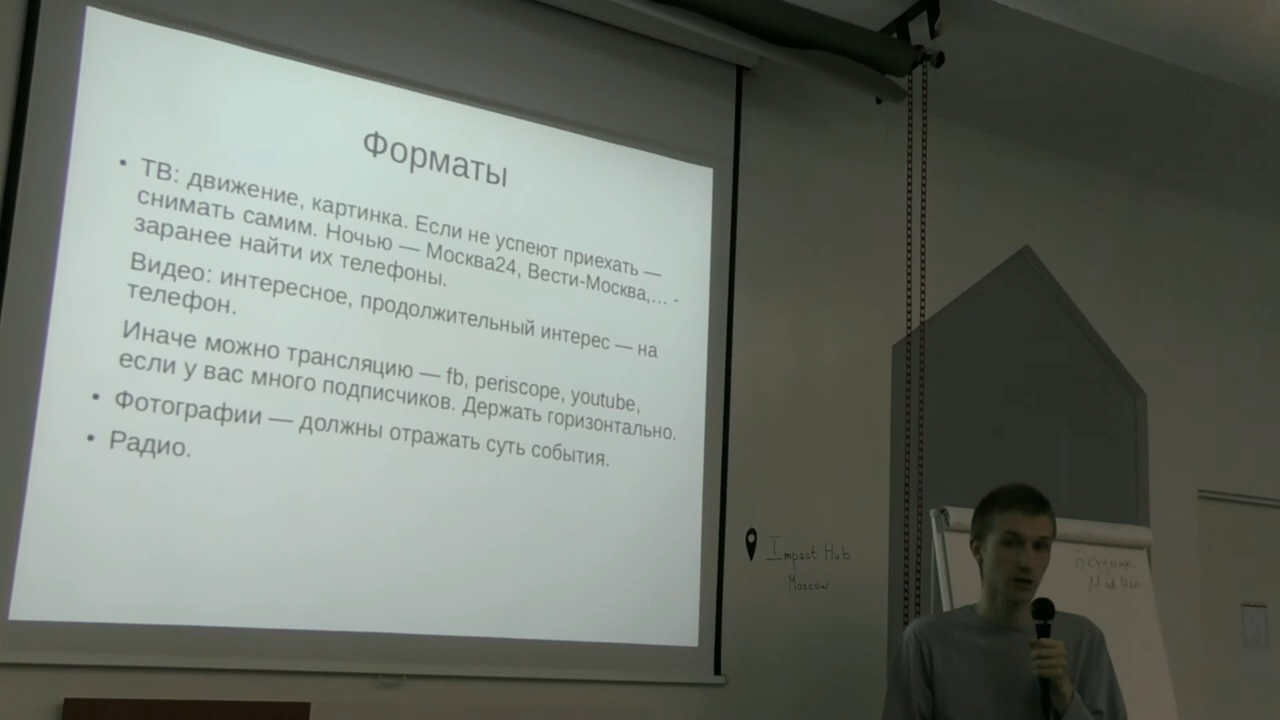 Форматы
• ТВ: движение, картинка. Если не успеют приехать —
снимать самим. Ночью — Москва24, Вести-Москва,... -
заранее найти их телефоны.
Видео: интересное, продолжительный интерес — на
телефон.
Иначе можно трансляцию — fb, periscope, youtube,
если у вас много подписчиков. Держать горизонтально.
• Фотографии — должны отражать суть события.
• Радио.
Impact Hub
Moscow